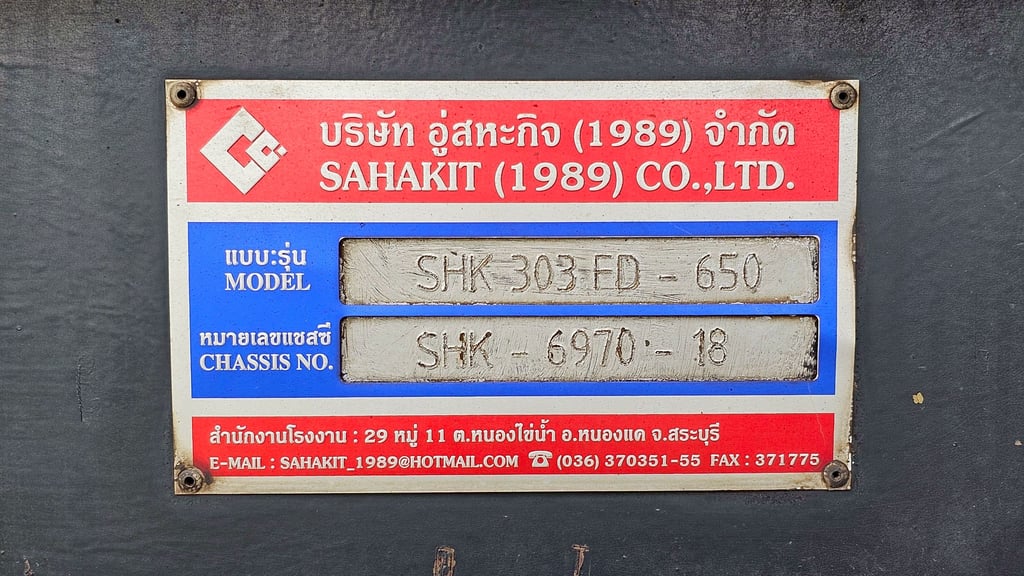 บริษัท อู่สหะกิจ (1989) จำกัด
SAHAKIT (1989) CO.,LTD.
แบบ:รุ่น
MODEL
SHK 303 ED - 650
หมายเลขแชสซี
CHASSIS NO.
SHK - 6970 - 18
สำนักงานโรงงาน : 29 หมู่ 11 ต.หนองไข่น้ำ อ.หนองแค จ.สระบุรี
E-MAIL : SAHAKIT_1989@HOTMAIL.COM ☎ (036) 370351-55 FAX : 371775